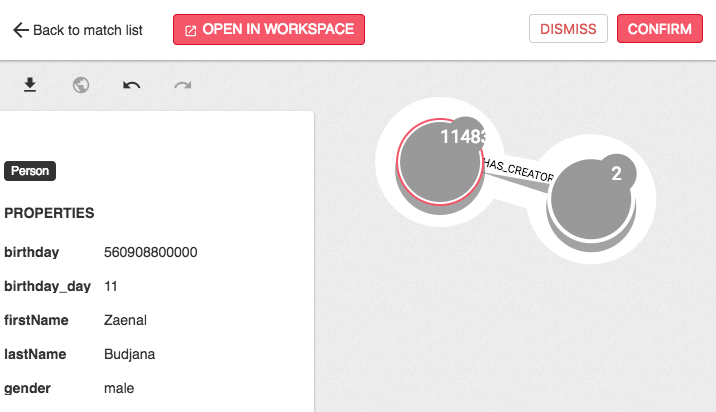 Back to match list
OPEN IN WORKSPACE
DISMISS
CONFIRM
Person
PROPERTIES
birthday 560908800000
birthday_day 11
firstName Zaenal
lastName Budjana
gender male
11483
HAS_CREATOR
2